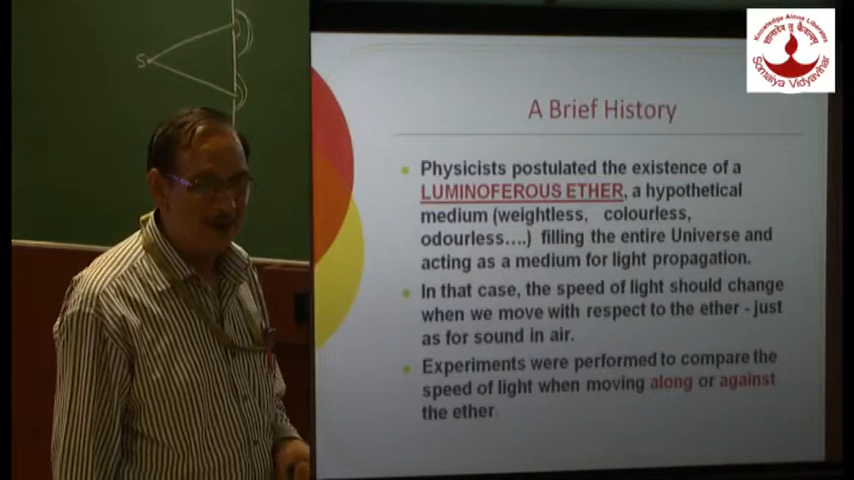 S
Knowledge Alone Liberates
Somaiya Vidyavihar
A Brief History
Physicists postulated the existence of a
LUMINOFEROUS ETHER, a hypothetical
medium (weightless, colourless,
odourless....) filling the entire Universe and
acting as a medium for light propagation.
In that case, the speed of light should change
when we move with respect to the ether - just
as for sound in air.
Experiments were performed to compare the
speed of light when moving along or against
the ether.